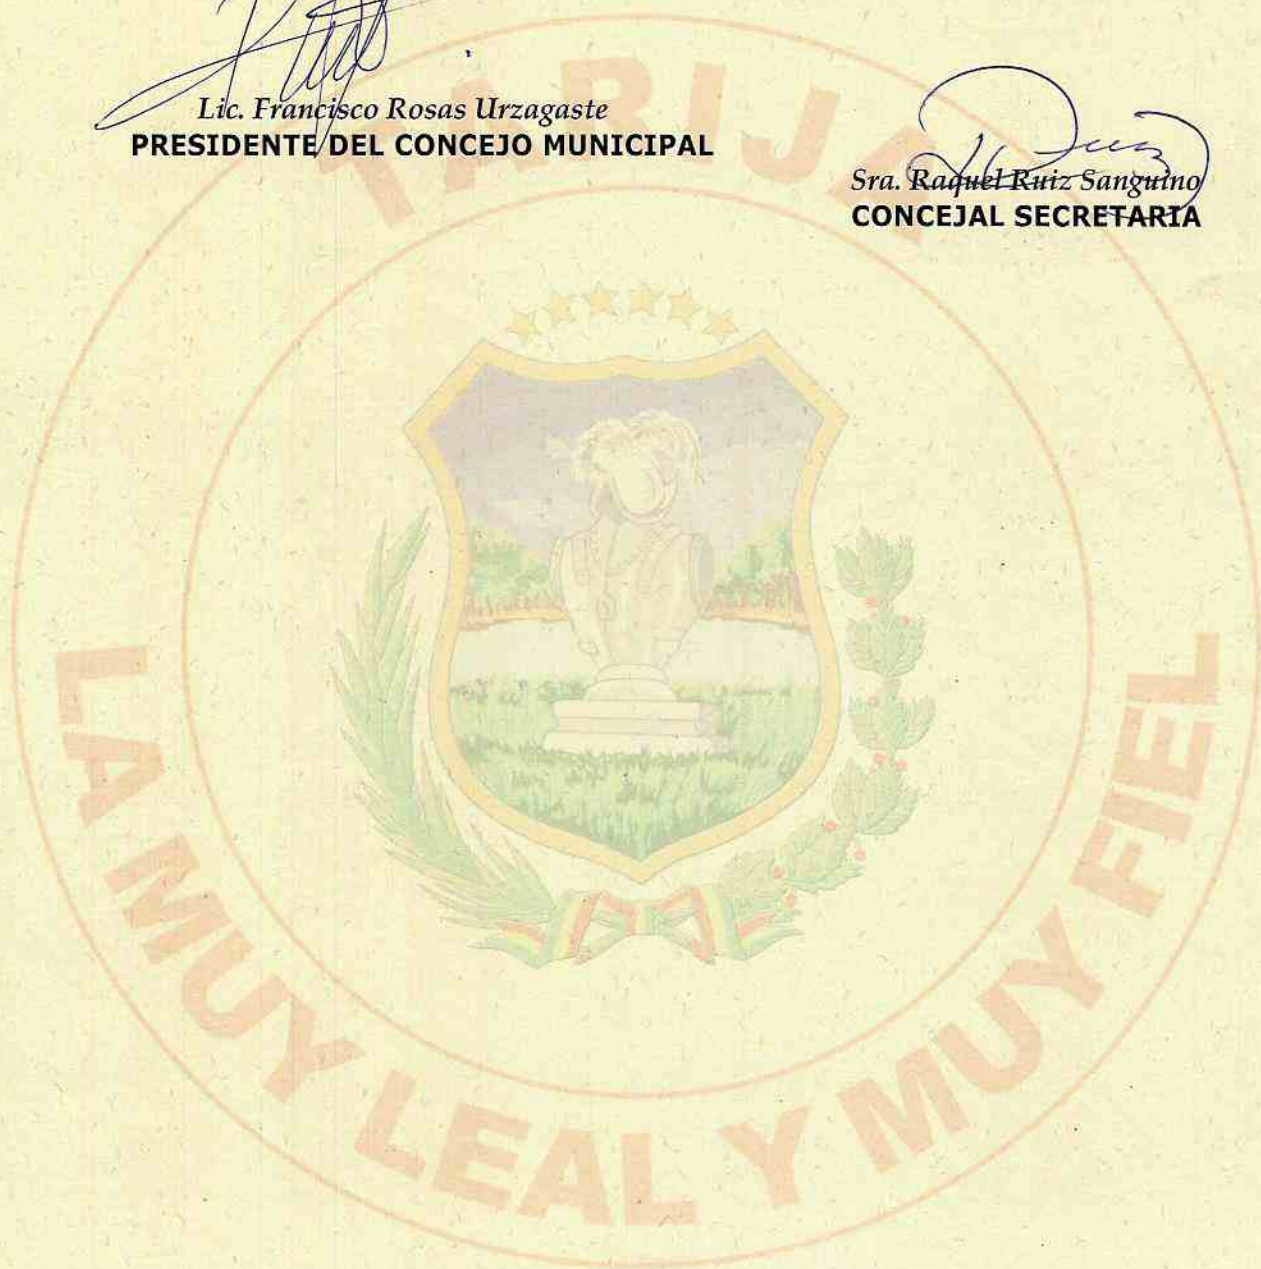 Lic. Francisco Rosas Urzagaste
PRESIDENTE DEL CONCEJO MUNICIPAL
Sra. Raquel Ruiz Sanguino
CONCEJAL SECRETARIA
TARIJA
LA MUY LEAL Y MUY FIEL